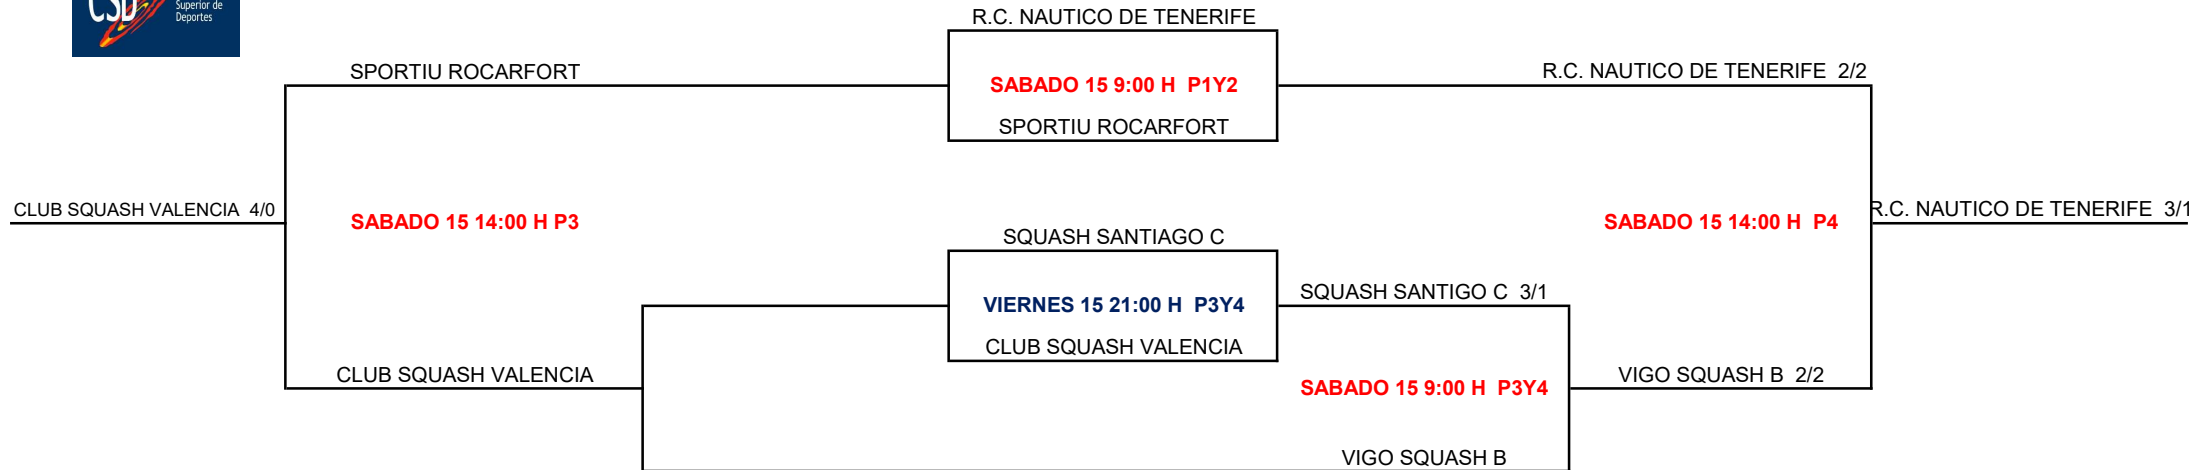 CSD
Superior de
Deportes
R.C. NAUTICO DE TENERIFE
SPORTIU ROCARFORT
SABADO 15 9:00 H P1Y2
R.C. NAUTICO DE TENERIFE 2/2
SPORTIU ROCARFORT
CLUB SQUASH VALENCIA 4/0
SABADO 15 14:00 H P3
SABADO 15 14:00 H P4
R.C. NAUTICO DE TENERIFE 3/1
SQUASH SANTIAGO C
VIERNES 15 21:00 H P3Y4
SQUASH SANTIGO C 3/1
CLUB SQUASH VALENCIA
CLUB SQUASH VALENCIA
SABADO 15 9:00 H P3Y4
VIGO SQUASH B 2/2
VIGO SQUASH B